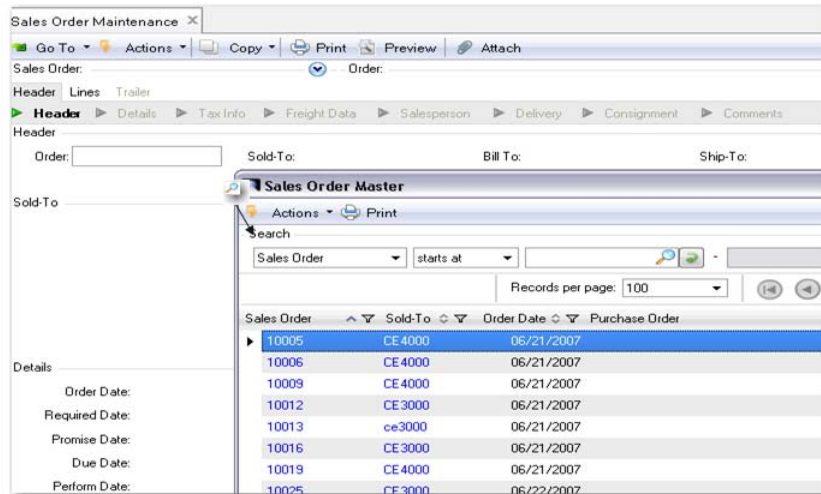 Sales Order Maintenance
Go To Actions Copy Print Preview Attach
Sales Order: Order:
Header Lines Trailer
Header Details Tax Info Freight Data Salesperson Delivery Consignment Comments
Header
Order: Sold-To: Bill To: Ship-To:
Sales Order Master
Sold-To
Actions Print
Search
Sales Order starts at -
Records per page: 100
Sales Order Sold-To Order Date Purchase Order
10005 CE4000 06/21/2007
10006 CE4000 06/21/2007
Details
10009 CE4000 06/21/2007
Order Date:
10012 CE3000 06/21/2007
Required Date:
10013 ce3000 06/21/2007
Promise Date:
10016 CE3000 06/21/2007
Due Date:
10019 CE4000 06/21/2007
Perform Date:
10025 CE3000 06/22/2007